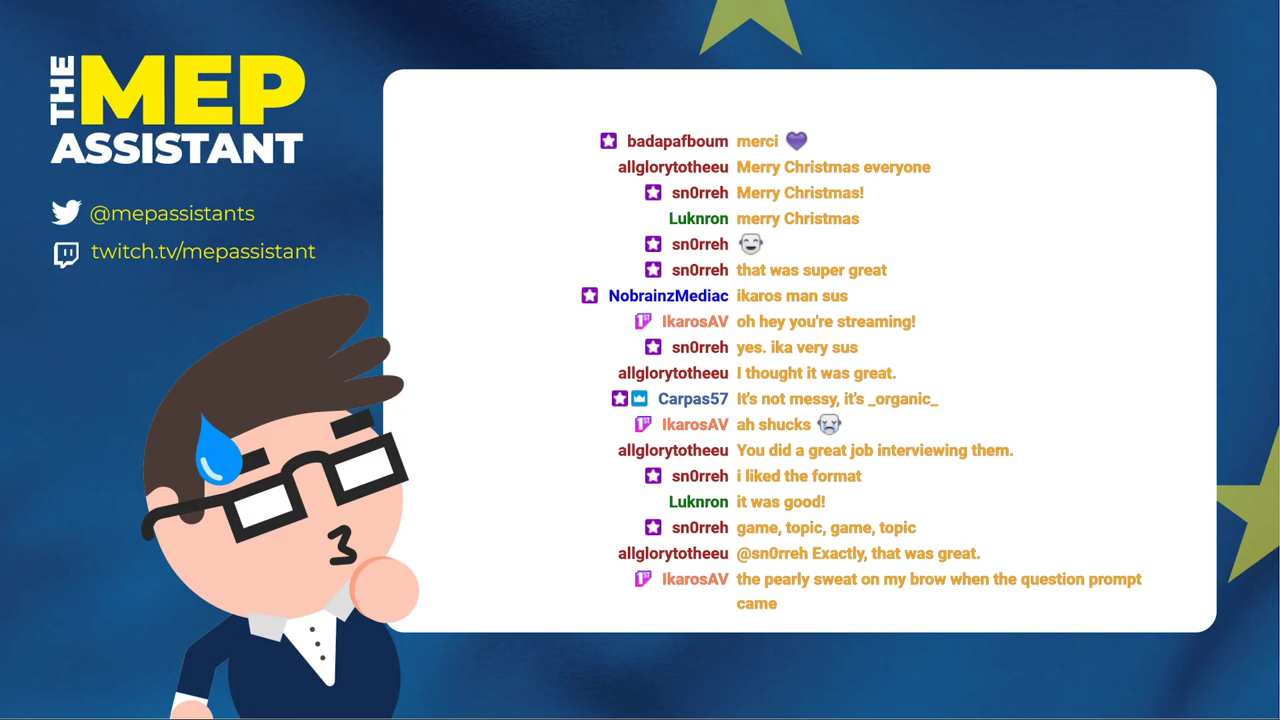 THE MEP
ASSISTANT
@mepassistants
twitch.tv/mepassistant
badapafboum merci
allglorytotheeu Merry Christmas everyone
sn0rreh Merry Christmas!
Luknron merry Christmas
sn0rreh
sn0rreh that was super great
NobrainzMediac ikaros man sus
1ST IkarosAV oh hey you're streaming!
sn0rreh yes. ika very sus
allglorytotheeu I thought it was great.
Carpas57 It's not messy, it's _organic_
1ST IkarosAV ah shucks
allglorytotheeu You did a great job interviewing them.
sn0rreh i liked the format
Luknron it was good!
sn0rreh game, topic, game, topic
allglorytotheeu @sn0rreh Exactly, that was great.
1ST IkarosAV the pearly sweat on my brow when the question prompt
came